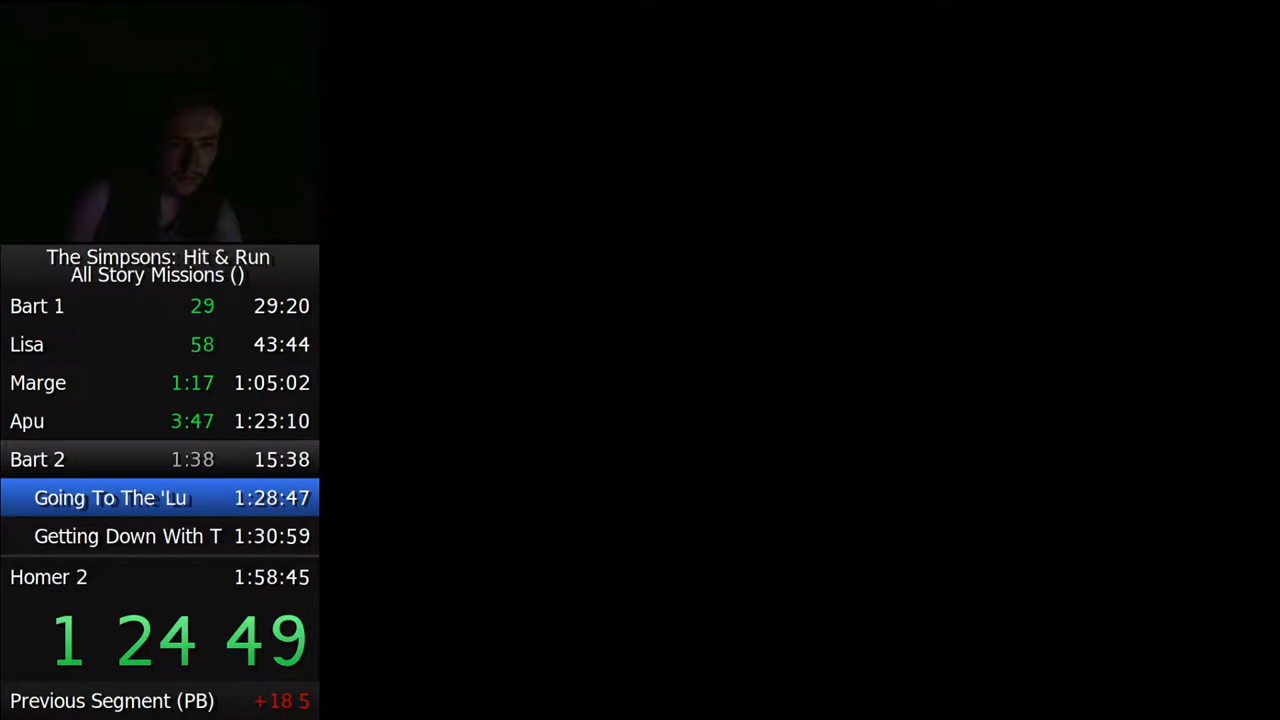 The Simpsons: Hit & Run
All Story Missions ()
Bart 1 29 29:20
Lisa 58 43:44
Marge 1:17 1:05:02
Apu 3:47 1:23:10
Bart 2 1:38 15:38
Going To The 'Lu 1:28:47
Getting Down With T 1:30:59
Homer 2 1:58:45
1 24 49
Previous Segment (PB) +18 5